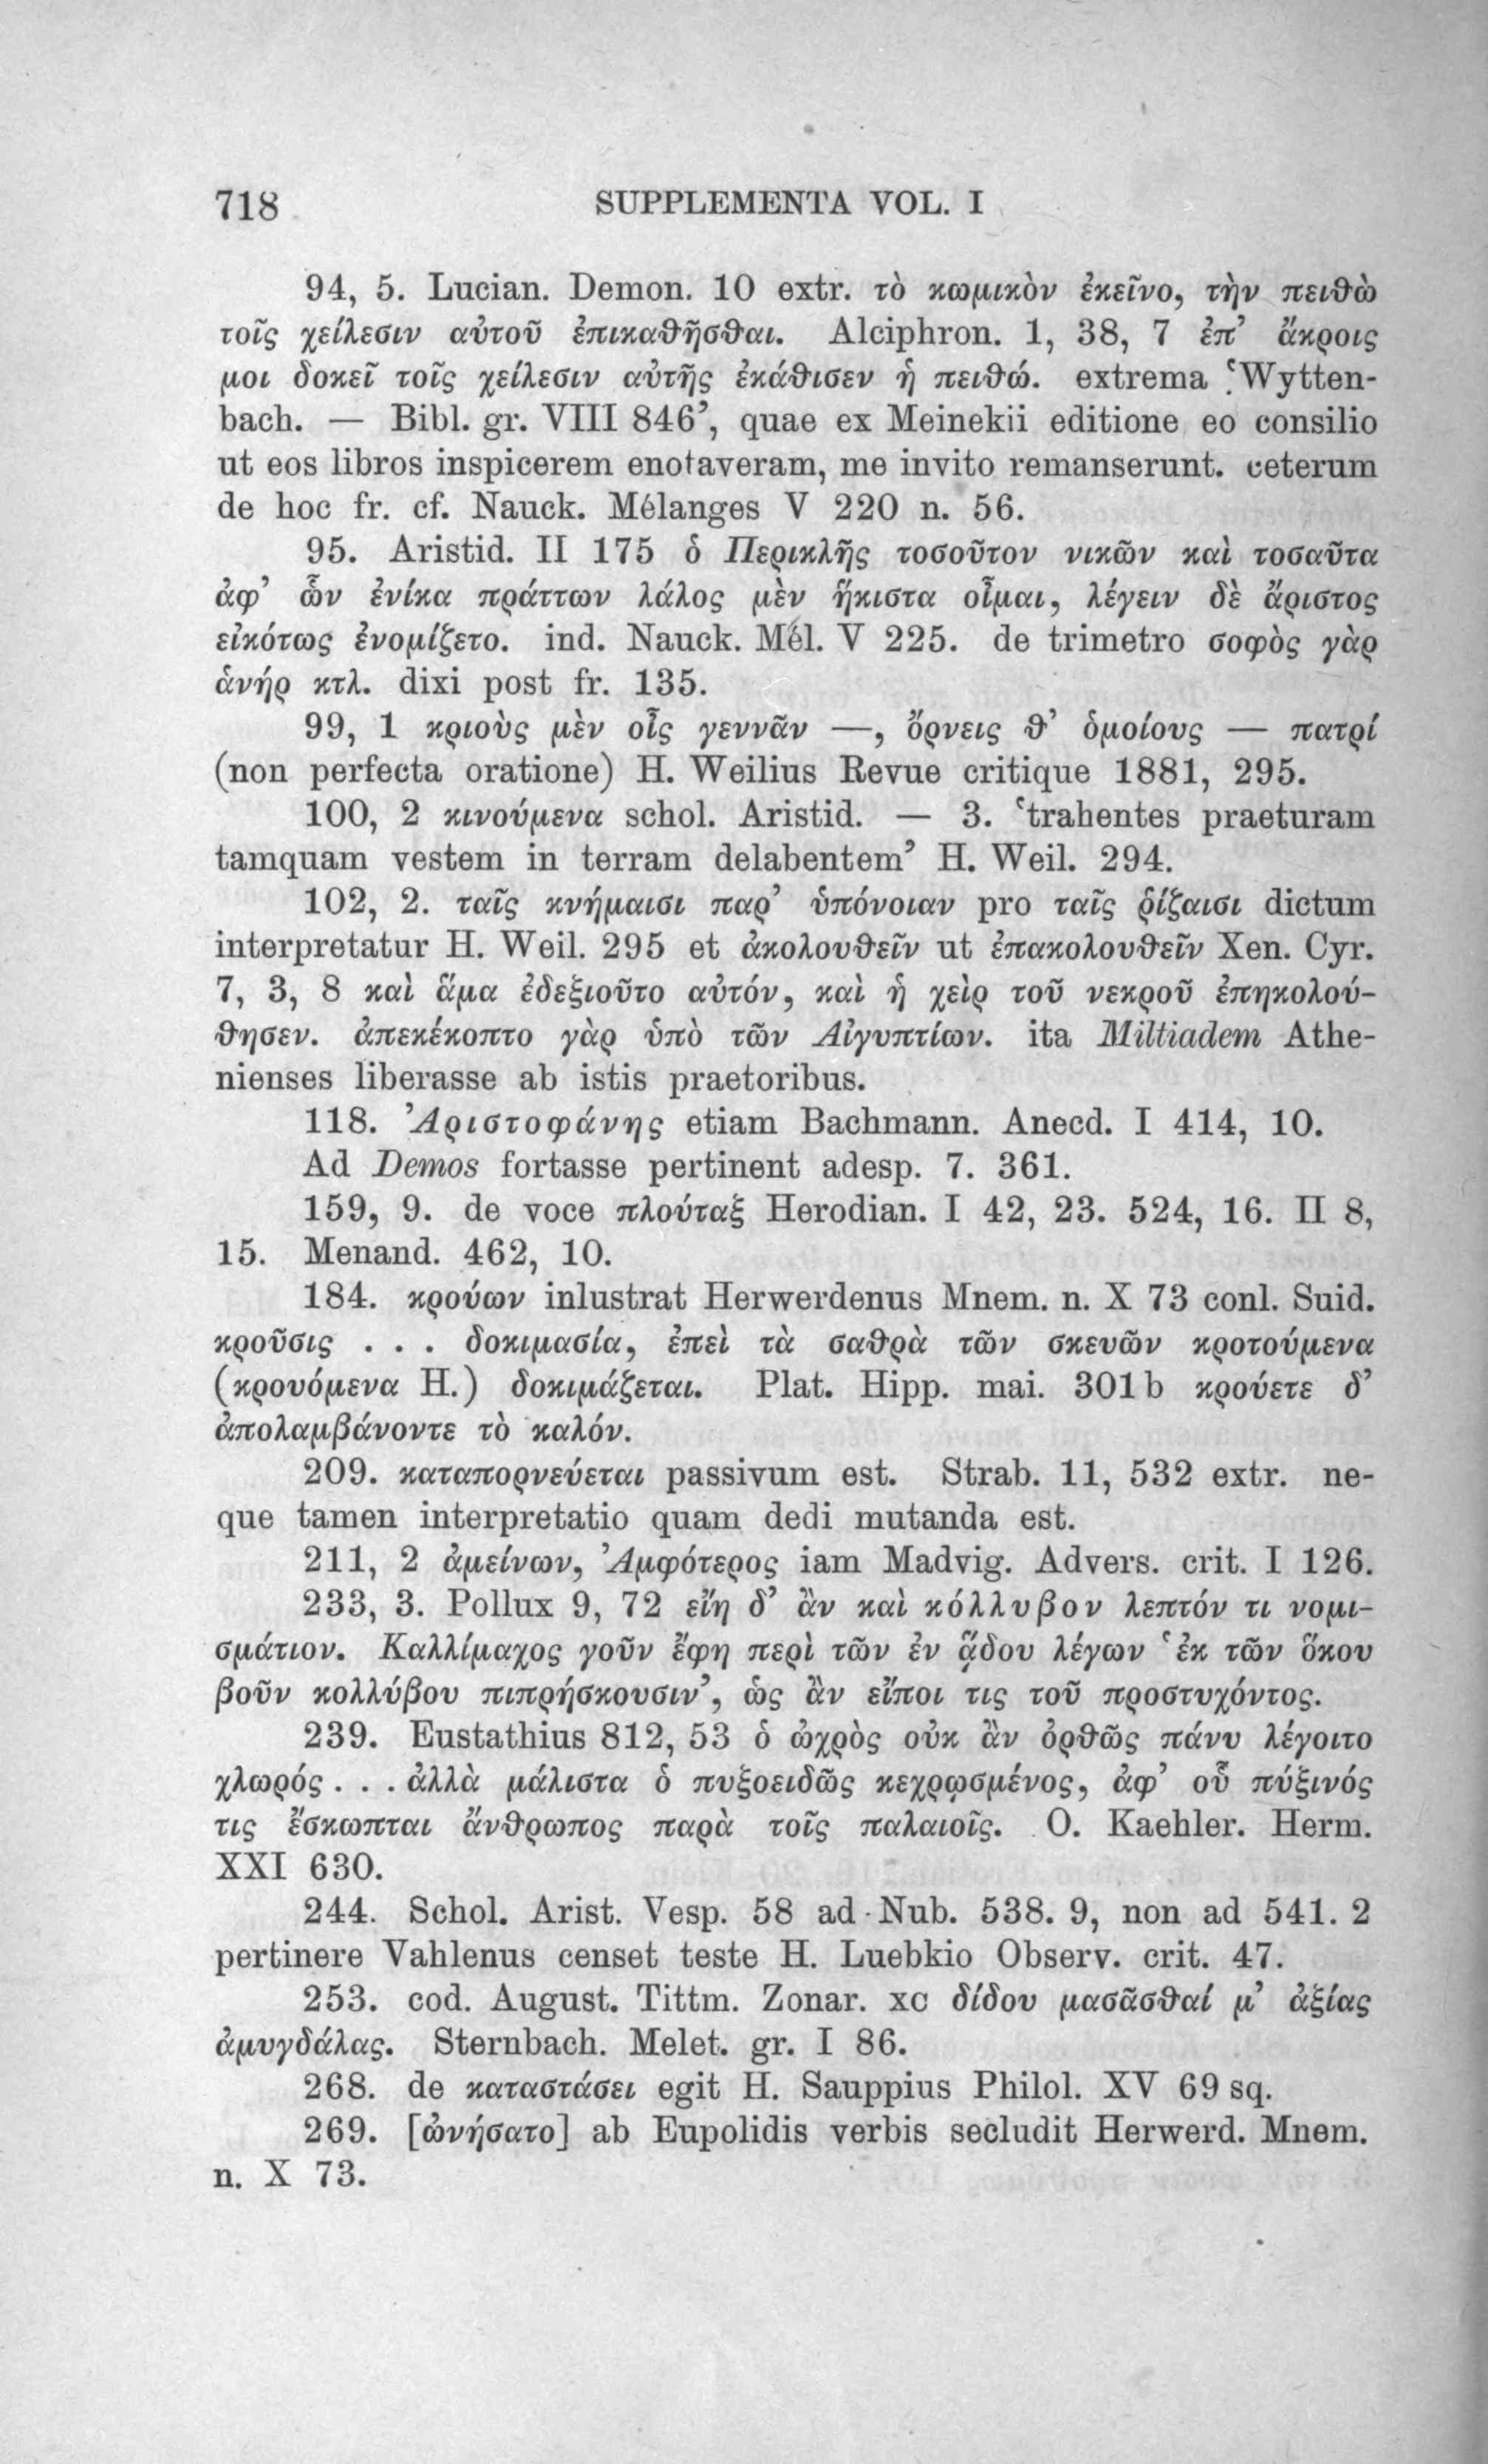 718 SUPPLEMENTA VOL. I
94, 5. Lucian. Demon. 10 extr. τὸ κωμικὸν ἐκεῖνο, τὴν πειθὼ
τοῖς χείλεσιν αὐτοῦ ἐπικαθῆσθαι. Alciphron. 1, 38, 7 ἐπ’ ἄκροις
μοι δοκεῖ τοῖς χείλεσιν αὐτῆς ἐκάθισεν ἡ πειθώ. extrema ‘Wytten-
bach. — Bibl. gr. VIII 846’, quae ex Meinekii editione eo consilio
ut eos libros inspicerem enotaveram, me invito remanserunt. ceterum
de hoc fr. cf. Nauck. Mélanges V 220 n. 56.
95. Aristid. II 175 ὁ Περικλῆς τοσοῦτον νικῶν καὶ τοσαῦτα
ἀφ’ ὧν ἐνίκα πράττων λάλος μὲν ἥκιστα οἶμαι, λέγειν δὲ ἄριστος
εἰκότως ἐνομίζετο. ind. Nauck. Mél. V 225. de trimetro σοφὸς γὰρ
ἁνήρ κτλ. dixi post fr. 135.
99, 1 κριοὺς μὲν οἶς γεννᾶν —, ὄρνεις θ’ ὁμοίους — πατρί
(non perfecta oratione) H. Weilius Revue critique 1881, 295.
100, 2 κινούμενα schol. Aristid. — 3. ‘trahentes praeturam
tamquam vestem in terram delabentem’ H. Weil. 294.
102, 2. ταῖς κνήμαισι παρ’ ὑπόνοιαν pro ταῖς ῥίζαισι dictum
interpretatur H. Weil. 295 et ἀκολουθεῖν ut ἐπακολουθεῖν Xen. Cyr.
7, 3, 8 καὶ ἅμα ἐδεξιοῦτο αὐτόν, καὶ ἡ χεὶρ τοῦ νεκροῦ ἐπηκολού-
θησεν. ἀπεκέκοπτο γὰρ ὑπὸ τῶν Αἰγυπτίων. ita Miltiadem Athe-
nienses liberasse ab istis praetoribus.
118. Ἀριστοφάνης etiam Bachmann. Anecd. I 414, 10.
Ad Demos fortasse pertinent adesp. 7. 361.
159, 9. de voce πλούταξ Herodian. I 42, 23. 524, 16. II 8,
15. Menand. 462, 10.
184. κρούων inlustrat Herwerdenus Mnem. n. X 73 conl. Suid.
κροῦσις . . . δοκιμασία, ἐπεὶ τὰ σαθρὰ τῶν σκευῶν κροτούμενα
(κρουόμενα H.) δοκιμάζεται. Plat. Hipp. mai. 301b κρούετε δ’
ἀπολαμβάνοντε τὸ καλόν.
209. καταπορνεύεται passivum est. Strab. 11, 532 extr. ne-
que tamen interpretatio quam dedi mutanda est.
211, 2 ἀμείνων, Ἀμφότερος iam Madvig. Advers. crit. I 126.
233, 3. Pollux 9, 72 εἴη δ’ ἂν καὶ κόλλυβον λεπτόν τι νομι-
σμάτιον. Καλλίμαχος γοῦν ἔφη περὶ τῶν ἐν ᾅδου λέγων ‘ἐκ τῶν ὅκου
βοῦν κολλύβου πιπρήσκουσιν’, ὡς ἂν εἴποι τις τοῦ προστυχόντος.
239. Eustathius 812, 53 ὁ ὠχρὸς οὐκ ἂν ὀρθῶς πάνυ λέγοιτο
χλωρός . . . ἀλλὰ μάλιστα ὁ πυξοειδῶς κεχρῳσμένος, ἀφ’ οὗ πύξινός
τις ἔσκωπται ἄνθρωπος παρὰ τοῖς παλαιοῖς. O. Kaehler. Herm.
XXI 630.
244. Schol. Arist. Vesp. 58 ad Nub. 538. 9, non ad 541. 2
pertinere Vahlenus censet teste H. Luebkio Observ. crit. 47.
253. cod. August. Tittm. Zonar. xc δίδου μασᾶσθαί μ’ ἀξίας
ἀμυγδάλας. Sternbach. Melet. gr. I 86.
268. de καταστάσει egit H. Sauppius Philol. XV 69 sq.
269. [ὠνήσατο] ab Eupolidis verbis secludit Herwerd. Mnem.
n. X 73.